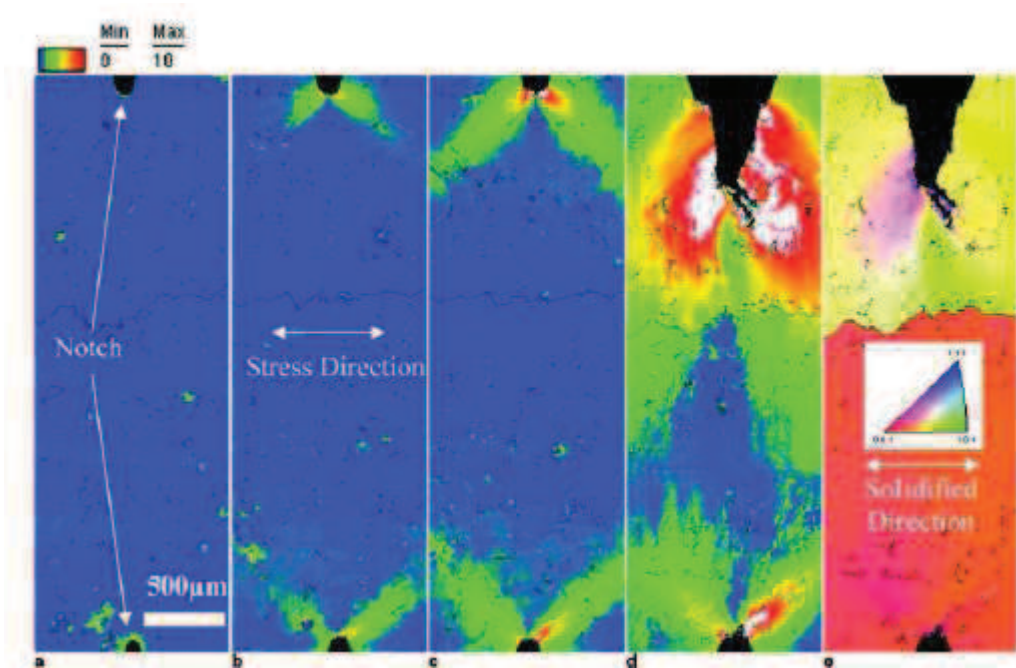 Min Max
0 10
Notch
Stress Direction
500µm
Solidified
Direction
a b c d e